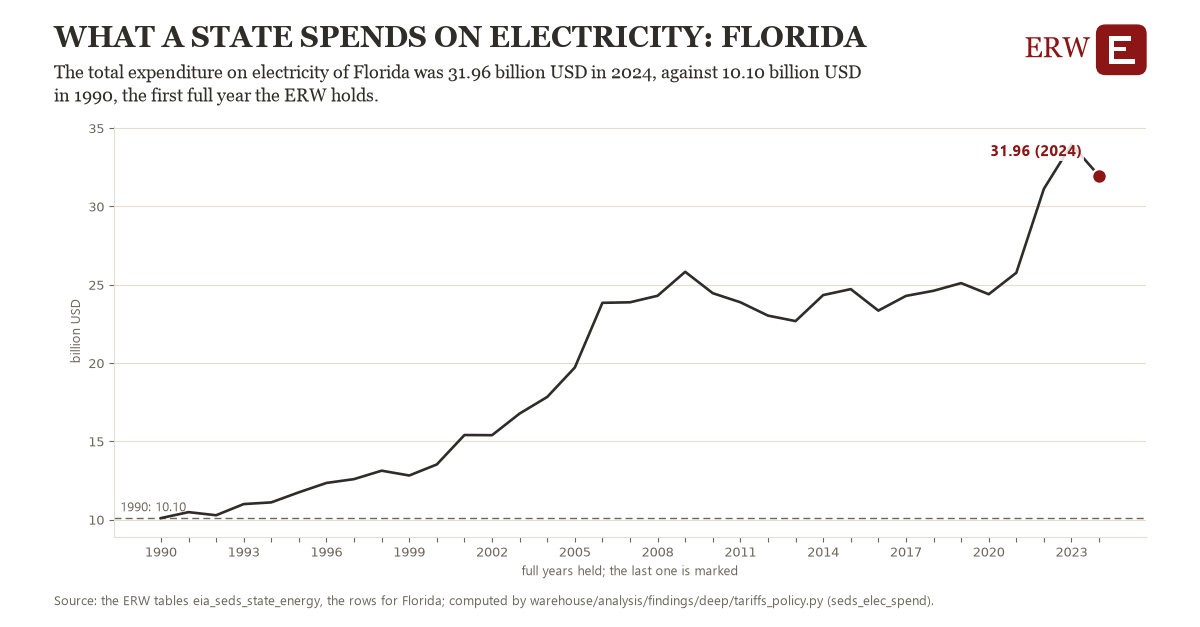 WHAT A STATE SPENDS ON ELECTRICITY: FLORIDA
The total expenditure on electricity of Florida was 31.96 billion USD in 2024, against 10.10 billion USD
in 1990, the first full year the ERW holds.
ERW E
35
30
25
20
15
10
billion USD
31.96 (2024)
1990: 10.10
1990 1993 1996 1999 2002 2005 2008 2011 2014 2017 2020 2023
full years held; the last one is marked
Source: the ERW tables eia_seds_state_energy, the rows for Florida; computed by warehouse/analysis/findings/deep/tariffs_policy.py (seds_elec_spend).